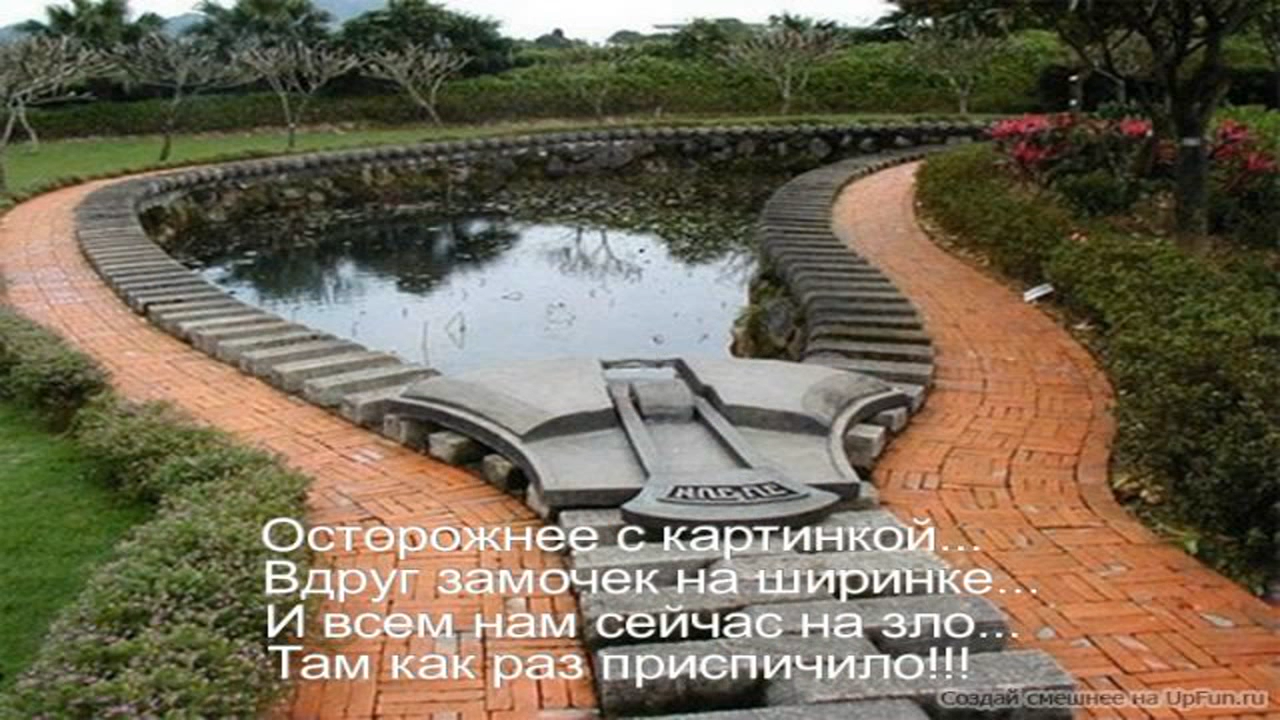 Осторожнее с картинкой...
Вдруг замочек на ширинке...
И всем нам сейчас на зло...
Там как раз приспичило!!!
Создай смешнее на UpFun.ru